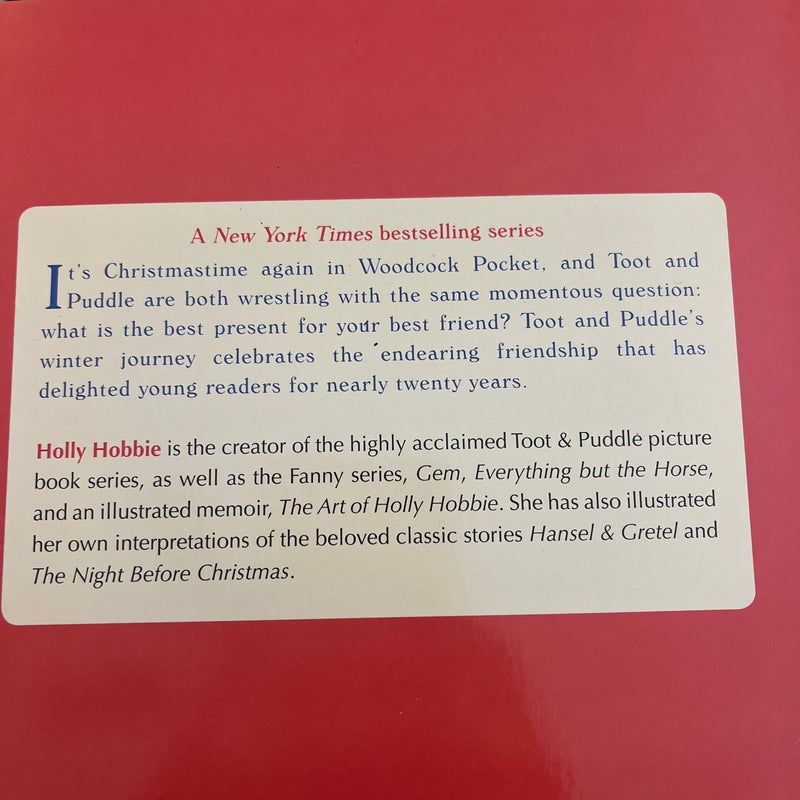 A New York Times bestselling series
It's Christmastime again in Woodcock Pocket, and Toot and
Puddle are both wrestling with the same momentous question:
what is the best present for your best friend? Toot and Puddle's
winter journey celebrates the endearing friendship that has
delighted young readers for nearly twenty years.
Holly Hobbie is the creator of the highly acclaimed Toot & Puddle picture
book series, as well as the Fanny series, Gem, Everything but the Horse,
and an illustrated memoir, The Art of Holly Hobbie. She has also illustrated
her own interpretations of the beloved classic stories Hansel & Gretel and
The Night Before Christmas.